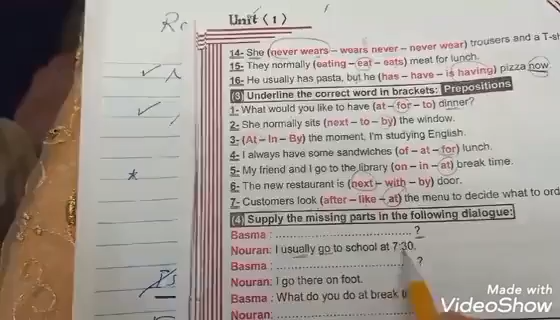 Unit (1)
14- She (never wears – wears never – never wear) trousers and a T-s
15- They normally (eating – eat – eats) meat for lunch.
16- He usually has pasta, but he (has – have – is having) pizza now.
(3) Underline the correct word in brackets: Prepositions
1- What would you like to have (at – for – to) dinner?
2- She normally sits (next – to – by) the window.
3- (At – In – By) the moment, I'm studying English.
4- I always have some sandwiches (of – at – for) lunch.
5- My friend and I go to the library (on – in – at) break time.
6- The new restaurant is (next – with – by) door.
7- Customers look (after – like – at) the menu to decide what to ord
(4) Supply the missing parts in the following dialogue:
Basma : ........................................ ?
Nouran: I usually go to school at 7:30.
Basma : ........................................ ?
Nouran: I go there on foot.
Basma : What do you do at break ti
Nouran:
Made with
VideoShow